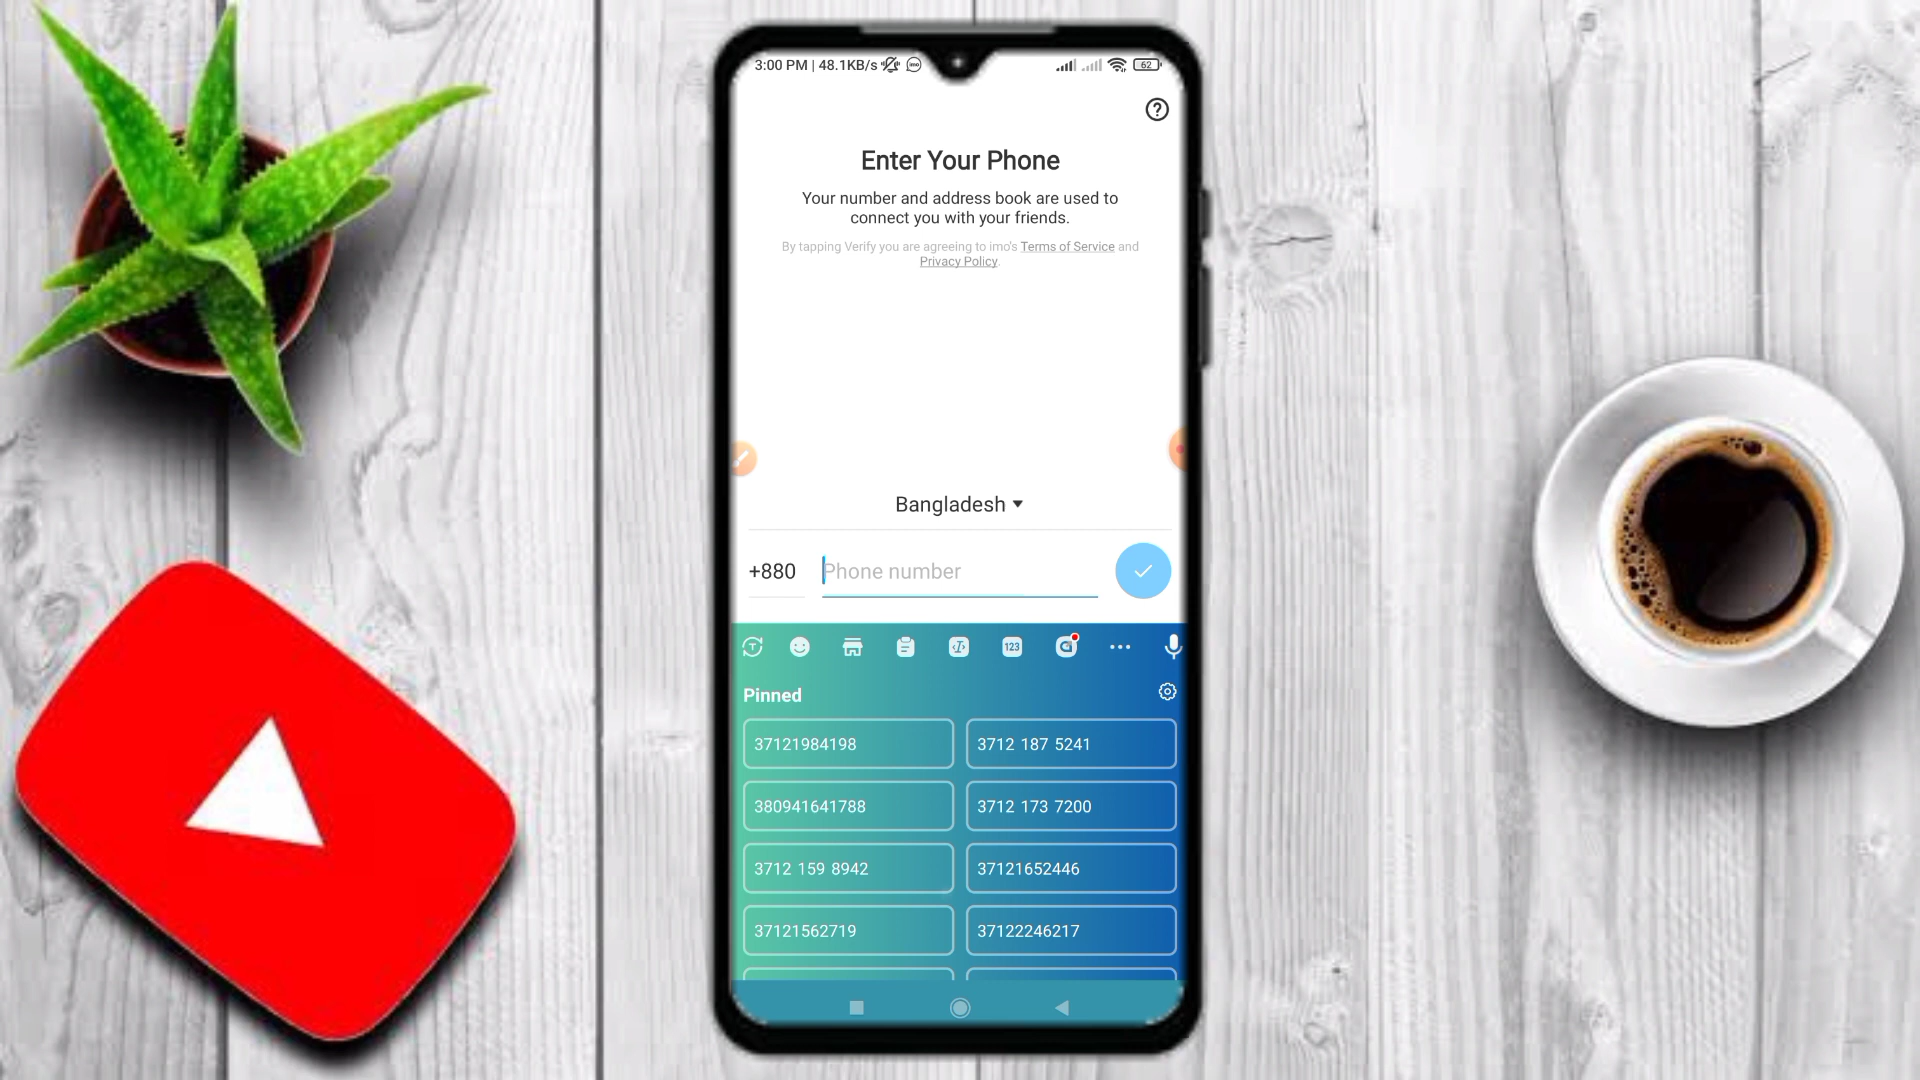 3:00 PM | 48.1KB/s imo 62
Enter Your Phone
Your number and address book are used to
connect you with your friends.
By tapping Verify you are agreeing to imo's Terms of Service and
Privacy Policy.
Bangladesh
+880 Phone number
123
Pinned
37121984198 3712 187 5241
380941641788 3712 173 7200
3712 159 8942 37121652446
37121562719 37122246217